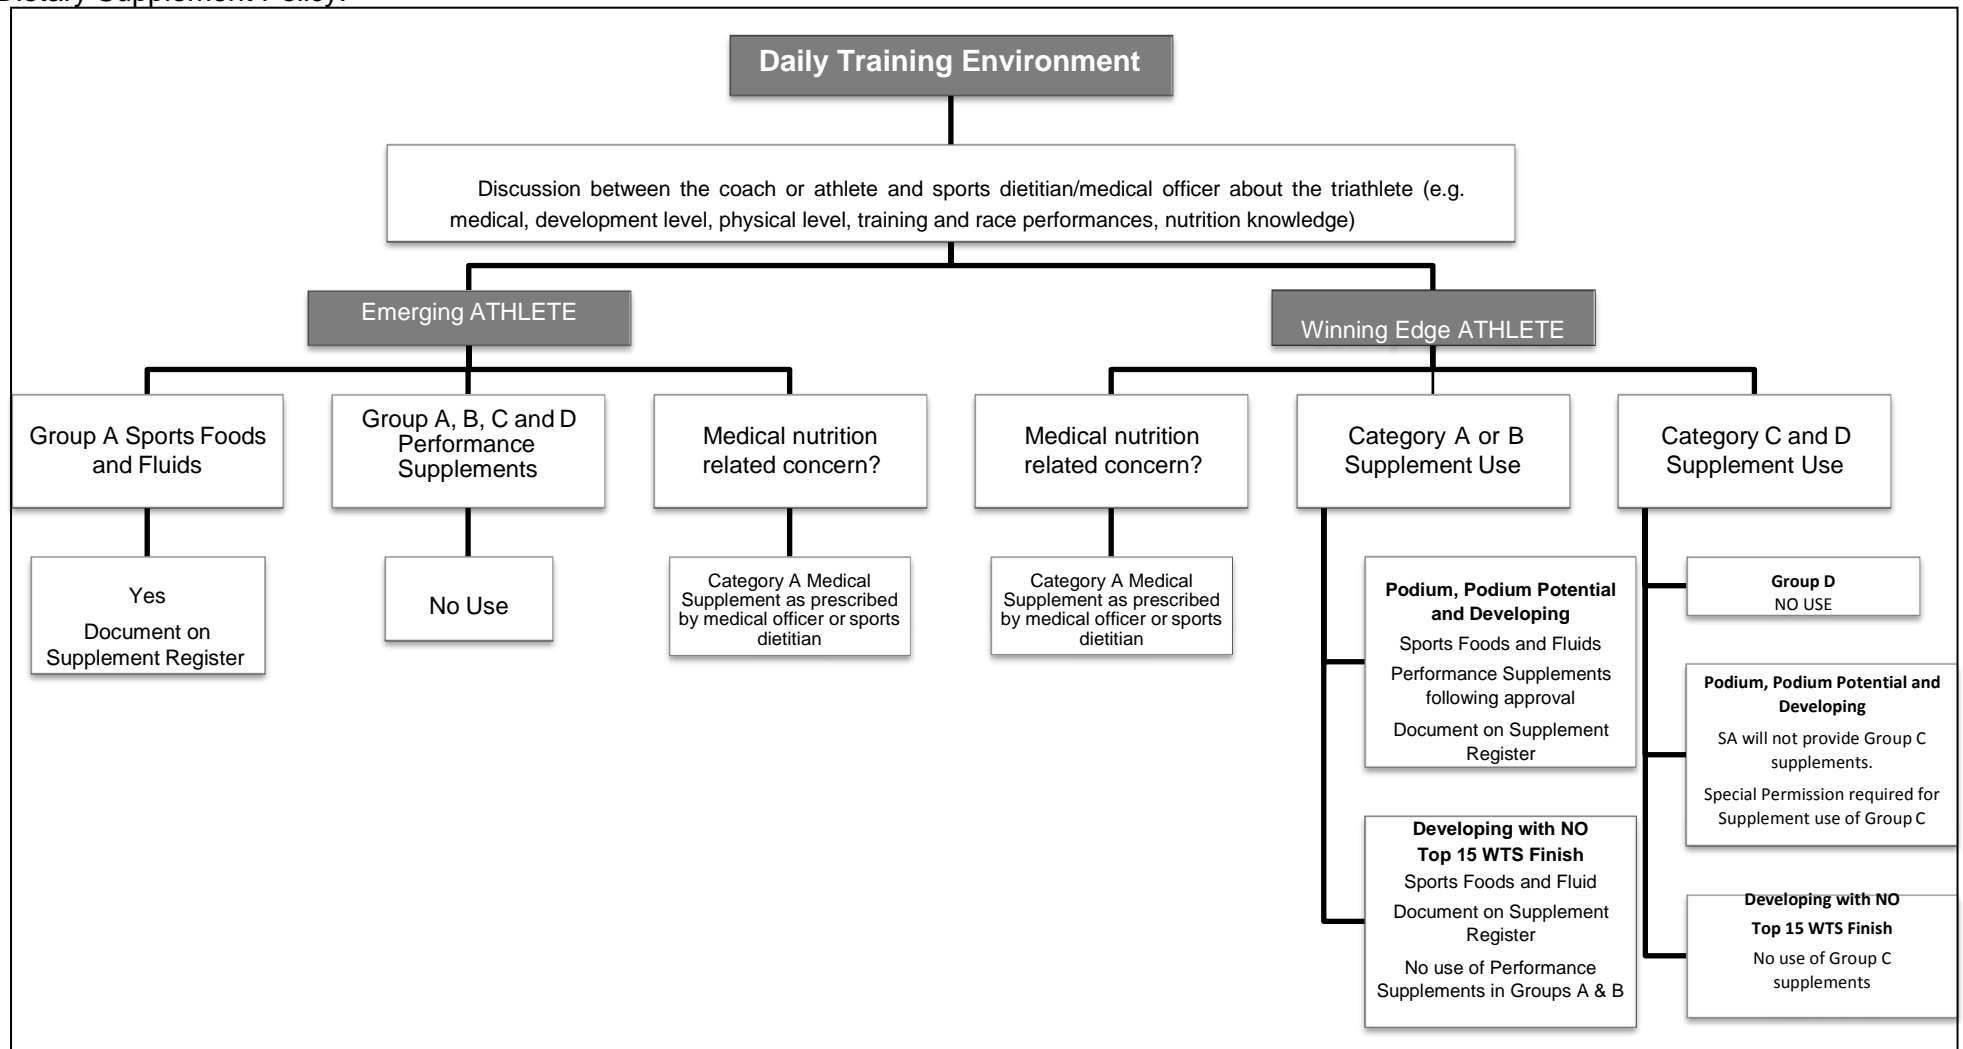 Dietary Supplement Policy.
Daily Training Environment
Discussion between the coach or athlete and sports dietitian/medical officer about the triathlete (e.g.
medical, development level, physical level, training and race performances, nutrition knowledge)
Emerging ATHLETE
Winning Edge ATHLETE
Group A Sports Foods
and Fluids
Group A, B, C and D
Performance
Supplements
Medical nutrition
related concern?
Medical nutrition
related concern?
Category A or B
Supplement Use
Category C and D
Supplement Use
Yes
Document on
Supplement Register
No Use
Category A Medical
Supplement as prescribed
by medical officer or sports
dietitian
Category A Medical
Supplement as prescribed
by medical officer or sports
dietitian
Podium, Podium Potential
and Developing
Sports Foods and Fluids
Performance Supplements
following approval
Document on Supplement
Register
Developing with NO
Top 15 WTS Finish
Sports Foods and Fluid
Document on Supplement
Register
No use of Performance
Supplements in Groups A & B
Group D
NO USE
Podium, Podium Potential and
Developing
SA will not provide Group C
supplements.
Special Permission required for
Supplement use of Group C
Developing with NO
Top 15 WTS Finish
No use of Group C
supplements